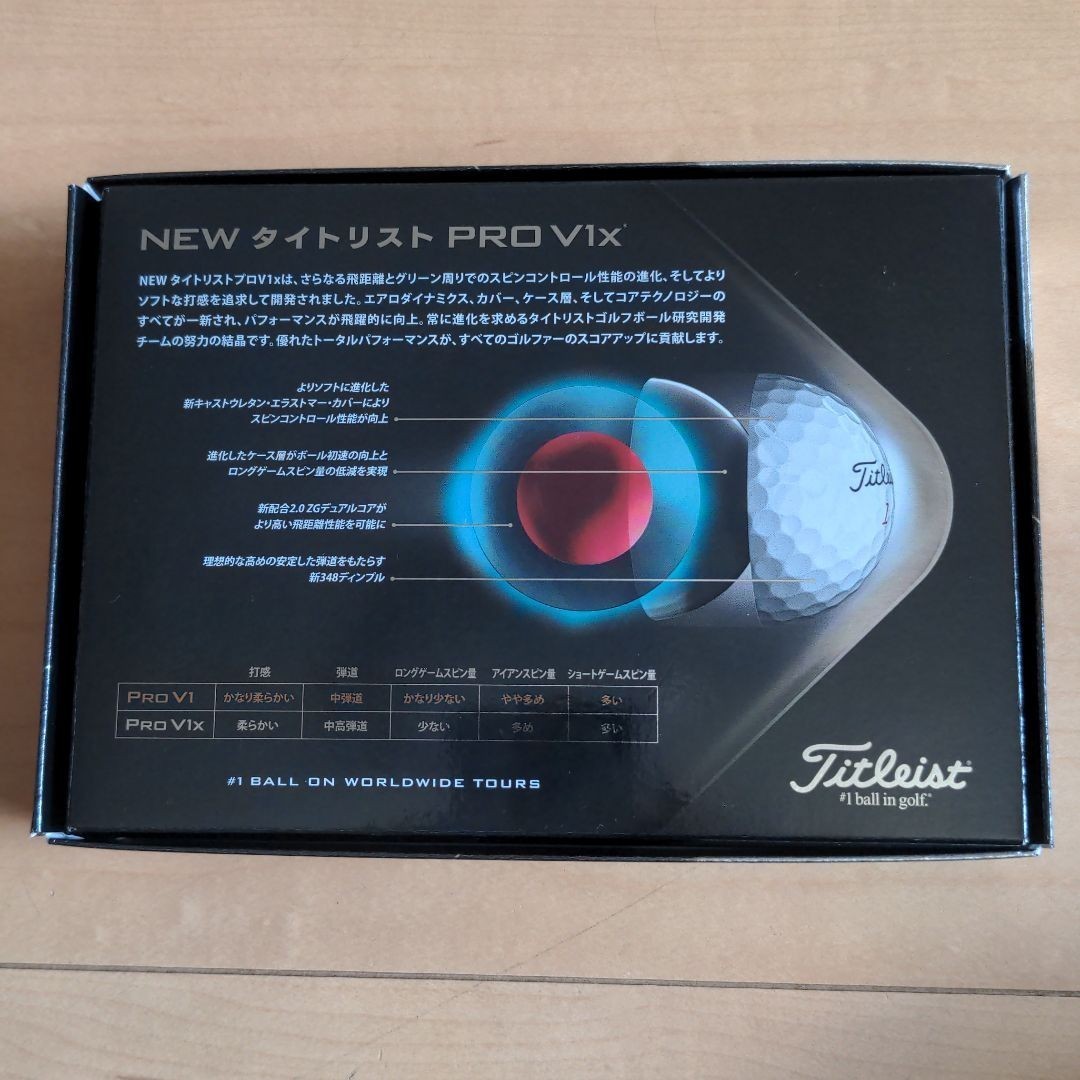 NEW タイトリスト PRO V1x
NEW タイトリストプロV1xは、さらなる飛距離とグリーン周りでのスピンコントロール性能の進化、そしてより
ソフトな打感を追求して開発されました。エアロダイナミクス、カバー、ケース層、そしてコアテクノロジーの
すべてが一新され、パフォーマンスが飛躍的に向上。常に進化を求めるタイトリストゴルフボール研究開発
チームの努力の結晶です。優れたトータルパフォーマンスが、すべてのゴルファーのスコアアップに貢献します。
よりソフトに進化した
新キャストウレタン・エラストマー・カバーにより
スピンコントロール性能が向上
進化したケース層がボール初速の向上と
ロングゲームスピン量の低減を実現
新配合2.0 ZGデュアルコアが
より高い飛距離性能を可能に
理想的な高めの安定した弾道をもたらす
新348ディンプル
Titl
1
打感 弾道 ロングゲームスピン量 アイアンスピン量 ショートゲームスピン量
PRO V1 かなり柔らかい 中弾道 かなり少ない やや多め 多い
PRO V1x 柔らかい 中高弾道 少ない 多め 多い
#1 BALL ON WORLDWIDE TOURS
Titleist
#1 ball in golf.